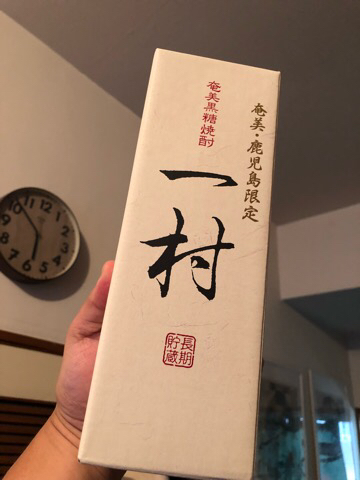 奄美・鹿児島限定
奄美黒糖焼酎
一村
長期
貯蔵